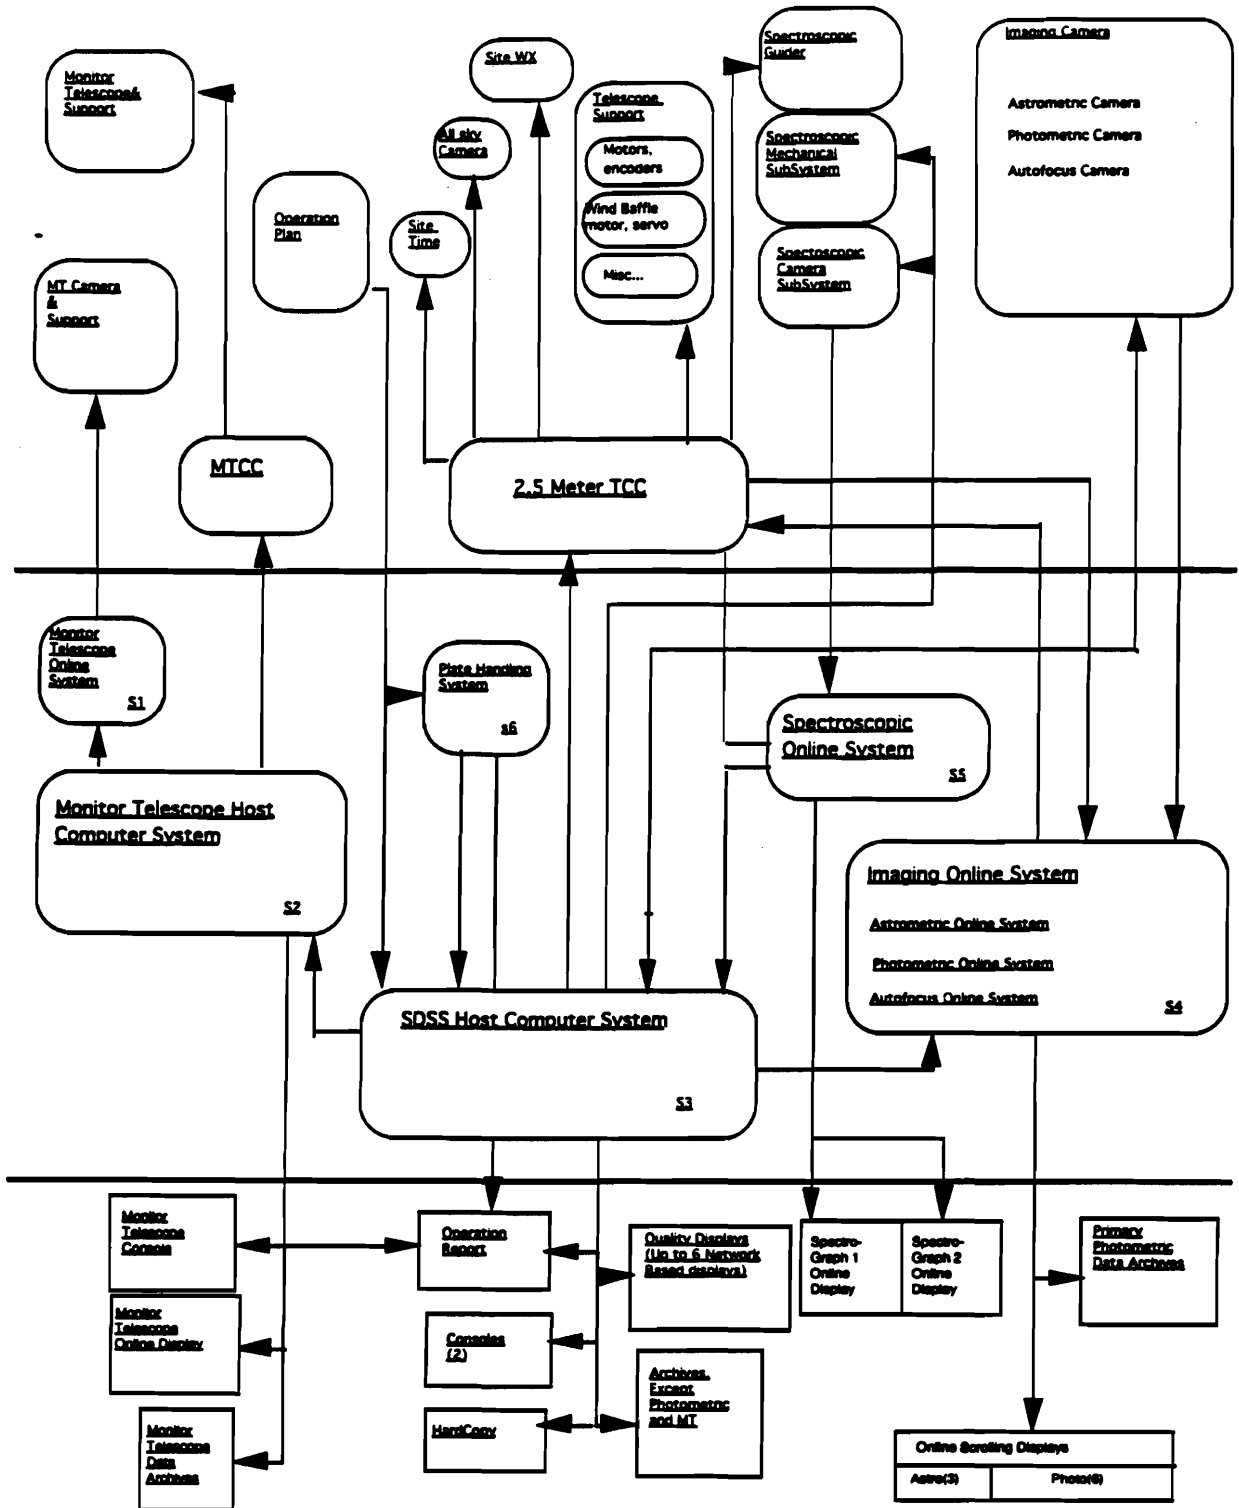 Monitor
Telescope&
Support
Site WX
Spectroscopic
Guider
Imaging Camera
Astrometric Camera
Photometric Camera
Autofocus Camera
Telescope
Support
Motors,
encoders
Wind Baffle
motor, servo
Misc...
All sky
Camera
Spectroscopic
Mechanical
SubSystem
Operation
Plan
Site
Time
Spectoscopic
Camera
SubSystem
MT Camera
&
Support
MTCC
2.5 Meter TCC
Monitor
Telescope
Online
System
S1
Plate Handling
System
s6
Spectroscopic
Online System
S5
Monitor Telescope Host
Computer System
S2
Imaging Online System
Astrometric Online System
Photometric Online System
Autofocus Online System
S4
SDSS Host Computer System
S3
Monitor
Telescope
Console
Operation
Report
Quality Displays
(Up to 6 Network
Based displays)
Spectro-
Graph 1
Online
Display
Spectro-
Graph 2
Online
Display
Primary
Photometric
Data Archives
Monitor
Telescope
Online Display
Consoles
(2)
Archives,
Except
Photometric
and MT
HardCopy
Monitor
Telescope
Data
Archives
Online Scrolling Displays
Astro(3)
Photo(6)